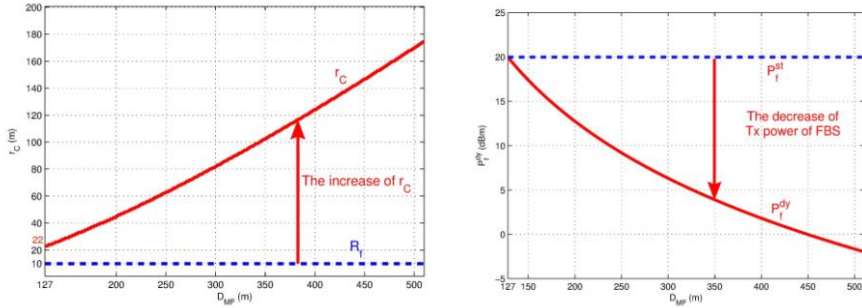 200
180
160
140
120
100
80
60
40
22
20
10
r_C (m)
r_C
The increase of r_C
R_f
127 200 250 300 350 400 450 500
D_MF (m)
25
20
15
10
5
0
−5
P_f^dy (dBm)
P_f^st
The decrease of
Tx power of FBS
P_f^dy
127 150 200 250 300 350 400 450 500
D_MF (m)